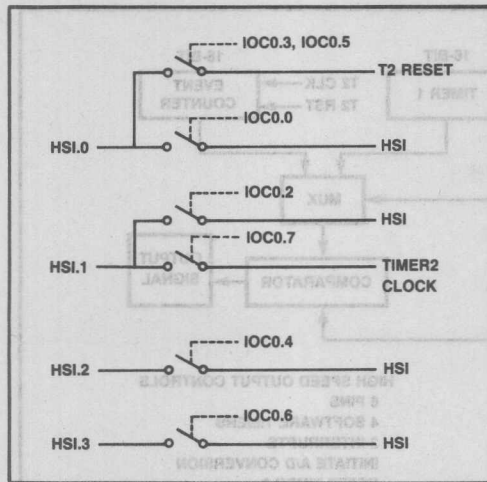 IOC0.3, IOC0.5
T2 RESET
IOC0.0
HSI.0
HSI
IOC0.2
HSI
IOC0.7
HSI.1
TIMER2
CLOCK
IOC0.4
HSI.2
HSI
IOC0.6
HSI.3
HSI